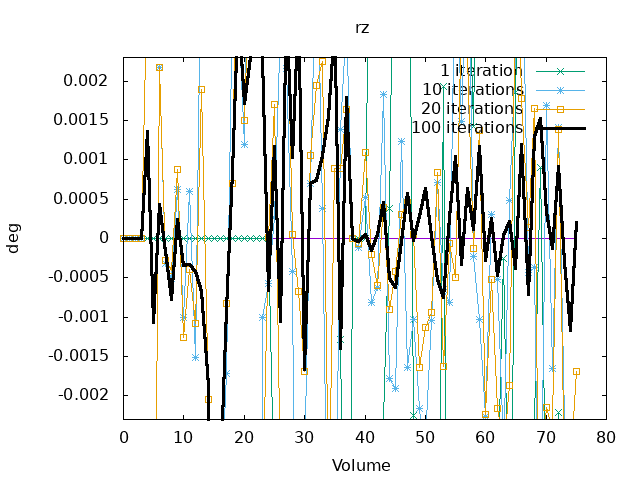 rz
0.002
0.0015
0.001
0.0005
0
-0.0005
-0.001
-0.0015
-0.002
deg
0 10 20 30 40 50 60 70 80
Volume
1 iteration
10 iterations
20 iterations
100 iterations